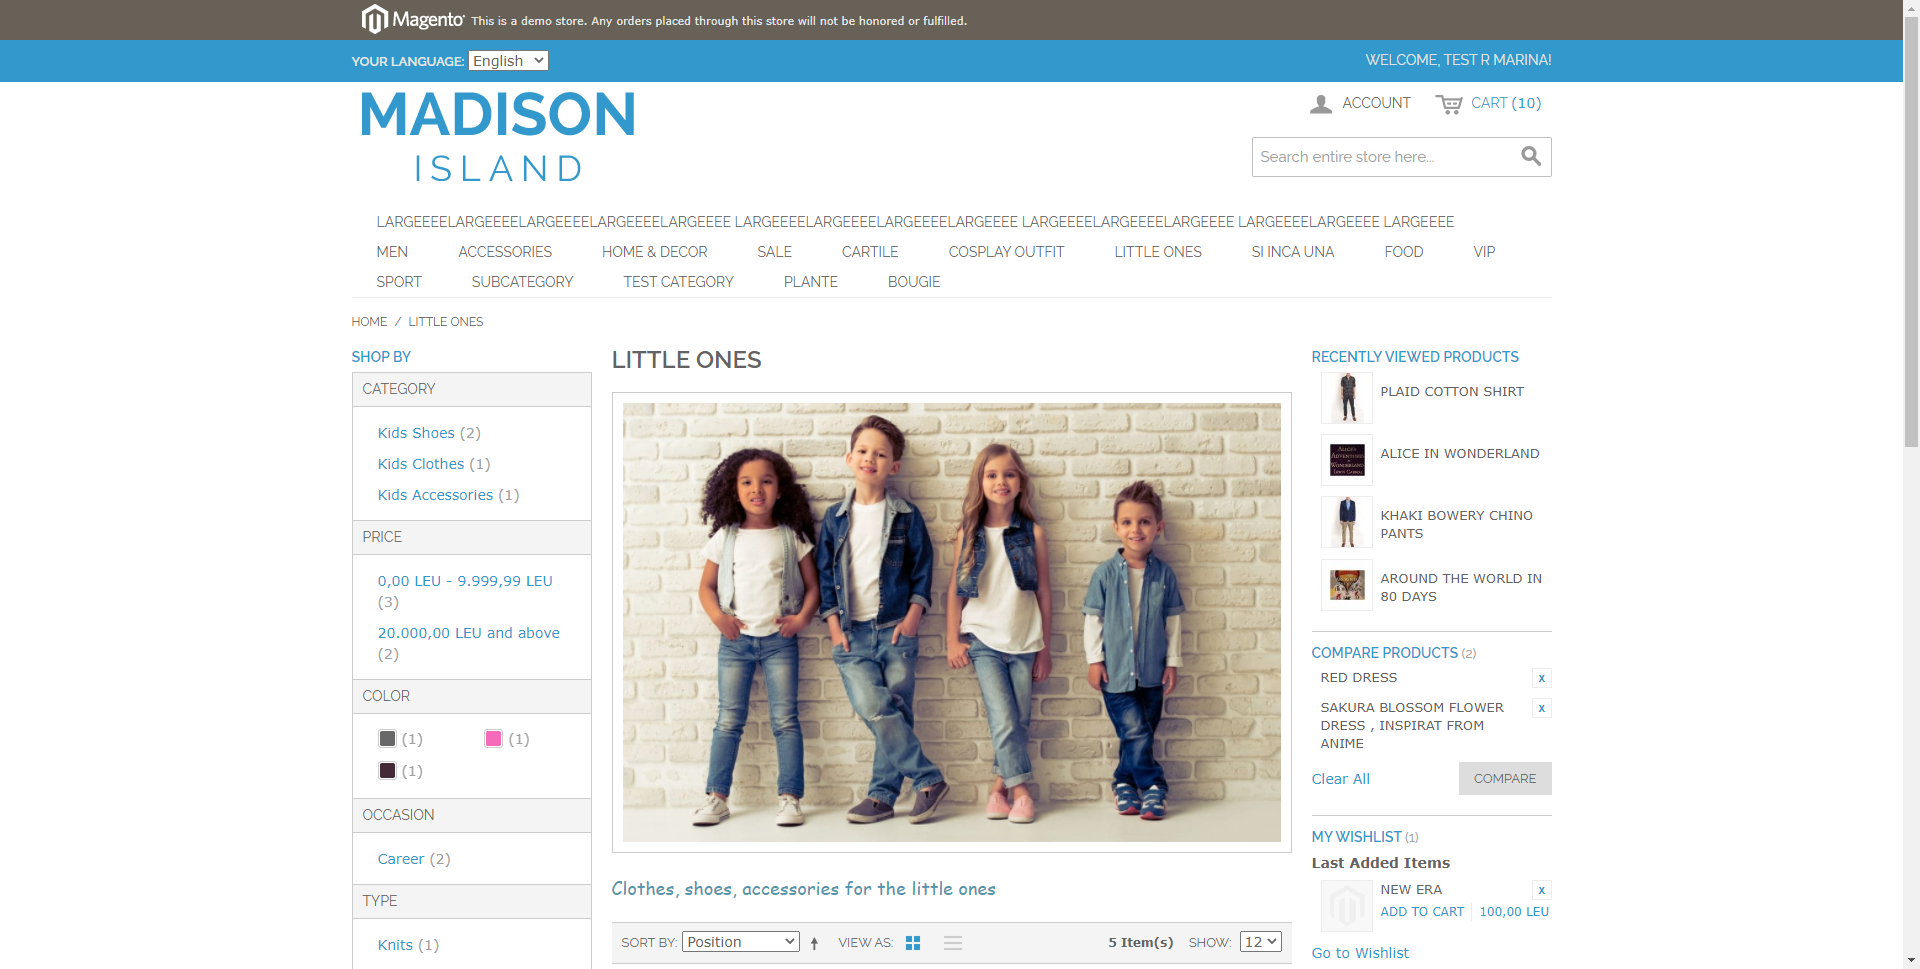 Magento This is a demo store. Any orders placed through this store will not be honored or fulfilled.
YOUR LANGUAGE: English
WELCOME, TEST R MARINA!
MADISON
ISLAND
ACCOUNT
CART (10)
Search entire store here...
LARGEEEELARGEEEELARGEEEELARGEEEELARGEEEE LARGEEEELARGEEEELARGEEEELARGEEEE LARGEEEELARGEEEELARGEEEE LARGEEEELARGEEEE LARGEEEE
MEN ACCESSORIES HOME & DECOR SALE CARTILE COSPLAY OUTFIT LITTLE ONES SI INCA UNA FOOD VIP
SPORT SUBCATEGORY TEST CATEGORY PLANTE BOUGIE
HOME / LITTLE ONES
SHOP BY
CATEGORY
Kids Shoes (2)
Kids Clothes (1)
Kids Accessories (1)
PRICE
0,00 LEU - 9.999,99 LEU
(3)
20.000,00 LEU and above
(2)
COLOR
(1) (1)
(1)
OCCASION
Career (2)
TYPE
Knits (1)
LITTLE ONES
Clothes, shoes, accessories for the little ones
SORT BY: Position VIEW AS: 5 Item(s) SHOW: 12
RECENTLY VIEWED PRODUCTS
PLAID COTTON SHIRT
ALICE IN WONDERLAND
KHAKI BOWERY CHINO
PANTS
AROUND THE WORLD IN
80 DAYS
COMPARE PRODUCTS (2)
RED DRESS x
SAKURA BLOSSOM FLOWER x
DRESS , INSPIRAT FROM
ANIME
Clear All COMPARE
MY WISHLIST (1)
Last Added Items
NEW ERA x
ADD TO CART 100,00 LEU
Go to Wishlist